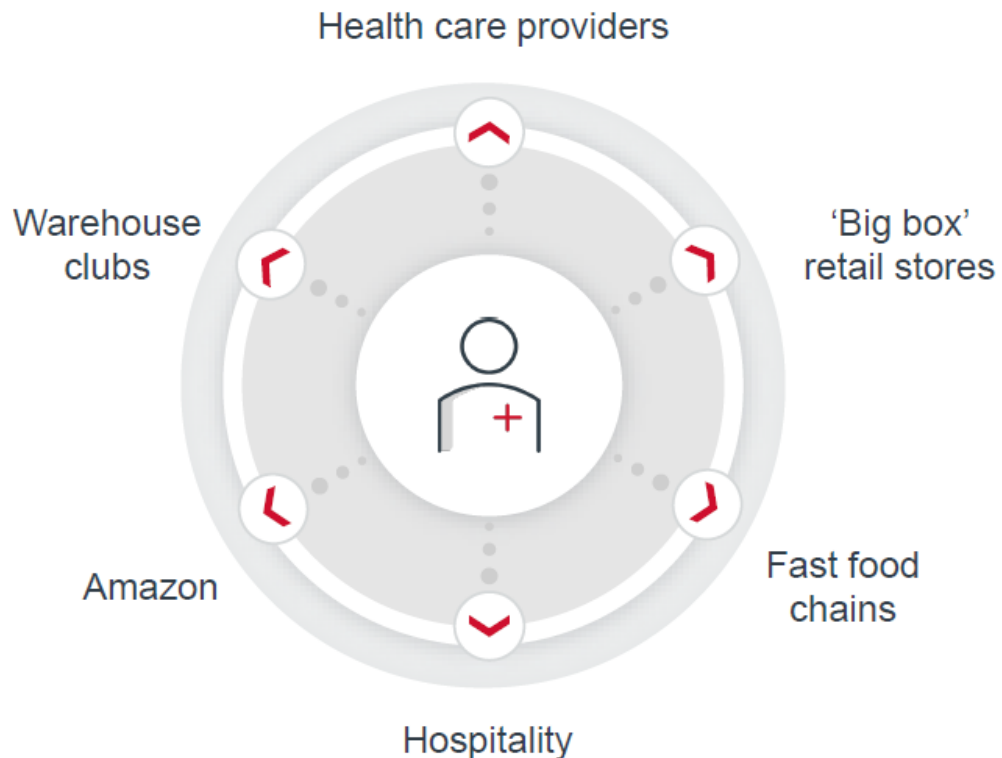 Health care providers
Warehouse
clubs
‘Big box’
retail stores
Amazon
Fast food
chains
Hospitality